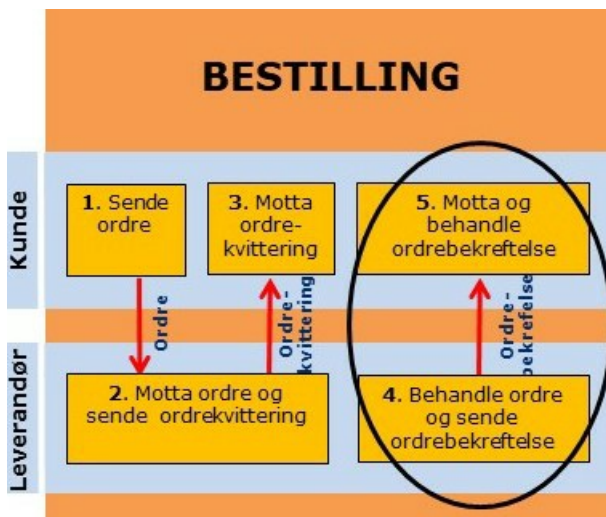 BESTILLING
Kunde
1. Sende
ordre
3. Motta
ordre-
kvittering
5. Motta og
behandle
ordrebekreftelse
Ordre
Ordre-
kvittering
Ordre-
bekrefelse
Leverandør
2. Motta ordre og
sende ordrekvittering
4. Behandle ordre
og sende
ordrebekreftelse